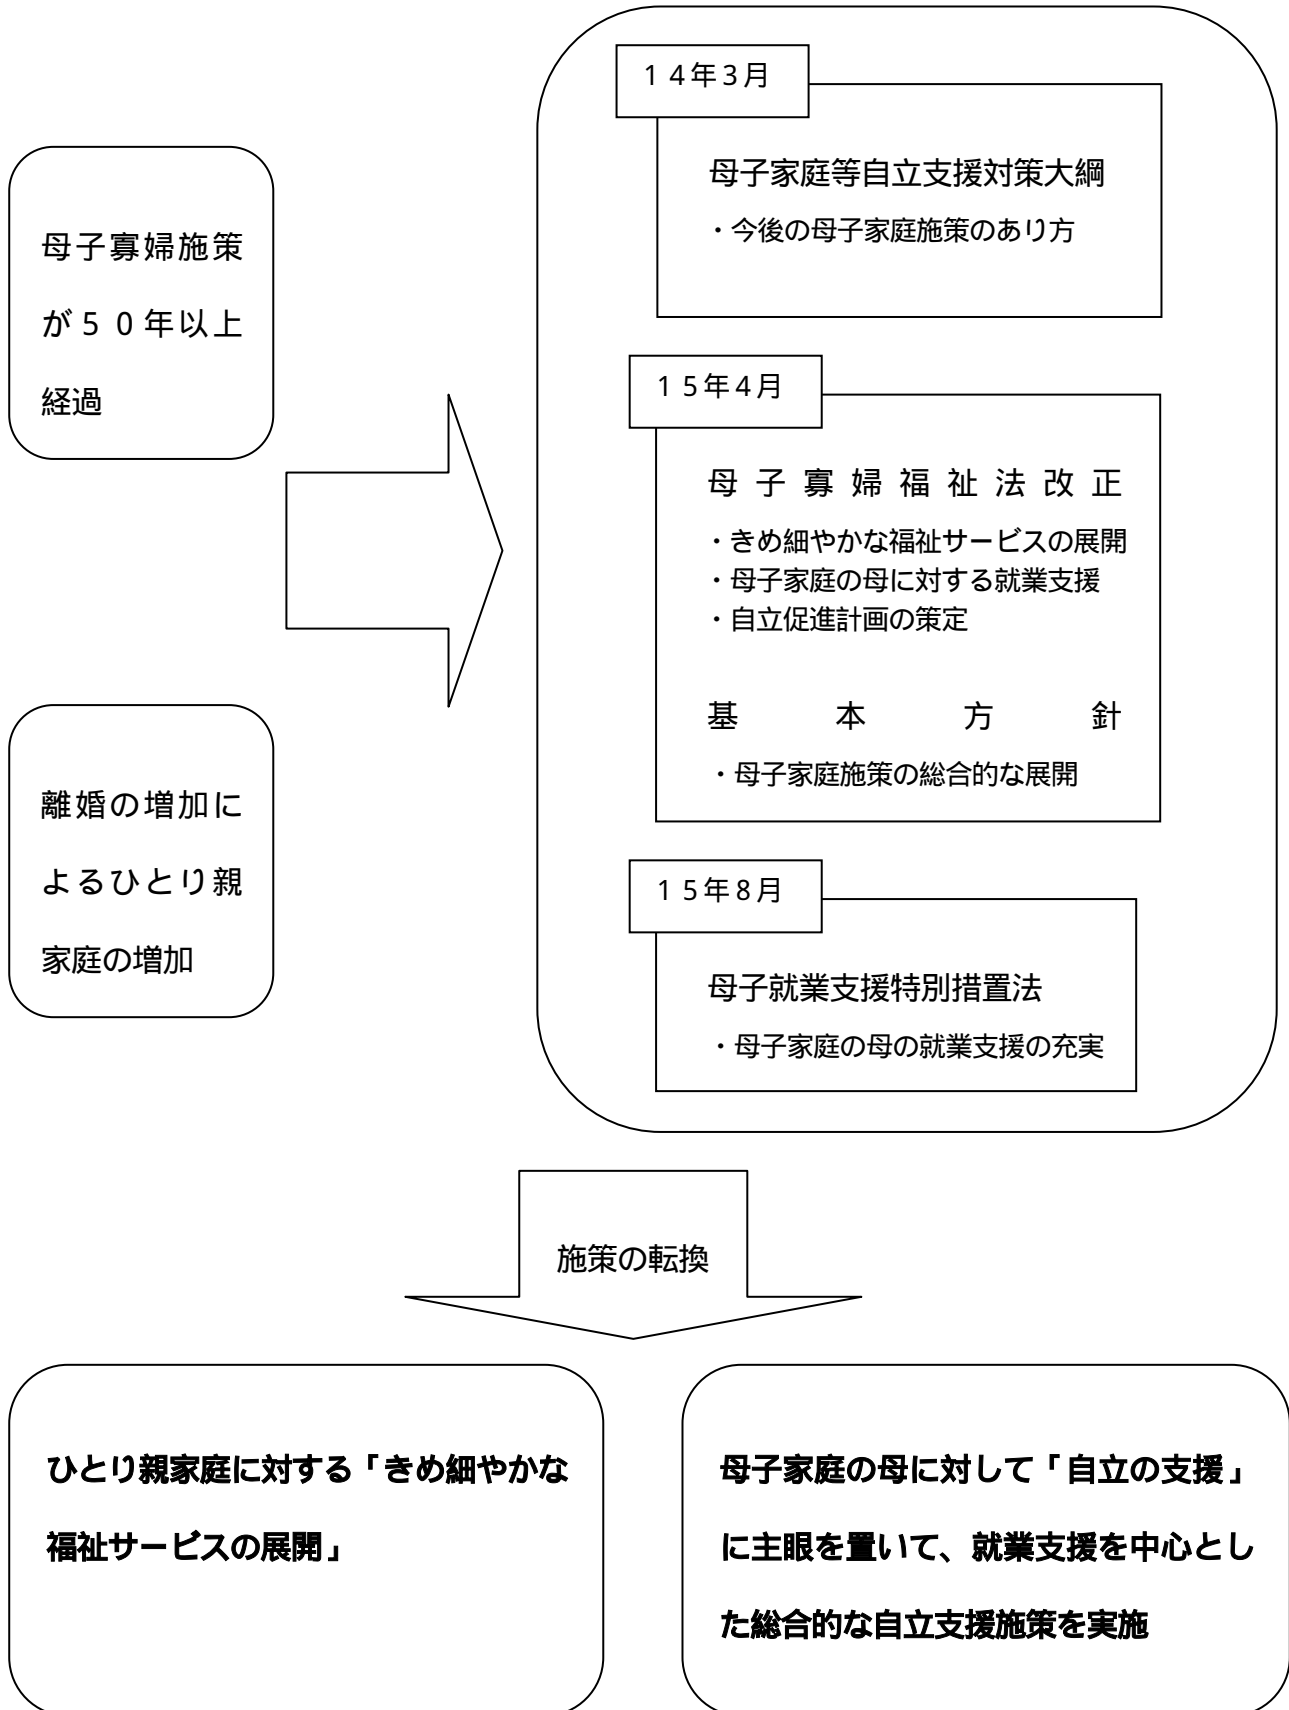 母子寡婦施策
が５０年以上
経過
離婚の増加に
よるひとり親
家庭の増加
１４年３月
母子家庭等自立支援対策大綱
・今後の母子家庭施策のあり方
１５年４月
母子寡婦福祉法改正
・きめ細やかな福祉サービスの展開
・母子家庭の母に対する就業支援
・自立促進計画の策定
基本方針
・母子家庭施策の総合的な展開
１５年８月
母子就業支援特別措置法
・母子家庭の母の就業支援の充実
施策の転換
ひとり親家庭に対する「きめ細やかな
福祉サービスの展開」
母子家庭の母に対して「自立の支援」
に主眼を置いて、就業支援を中心とし
た総合的な自立支援施策を実施